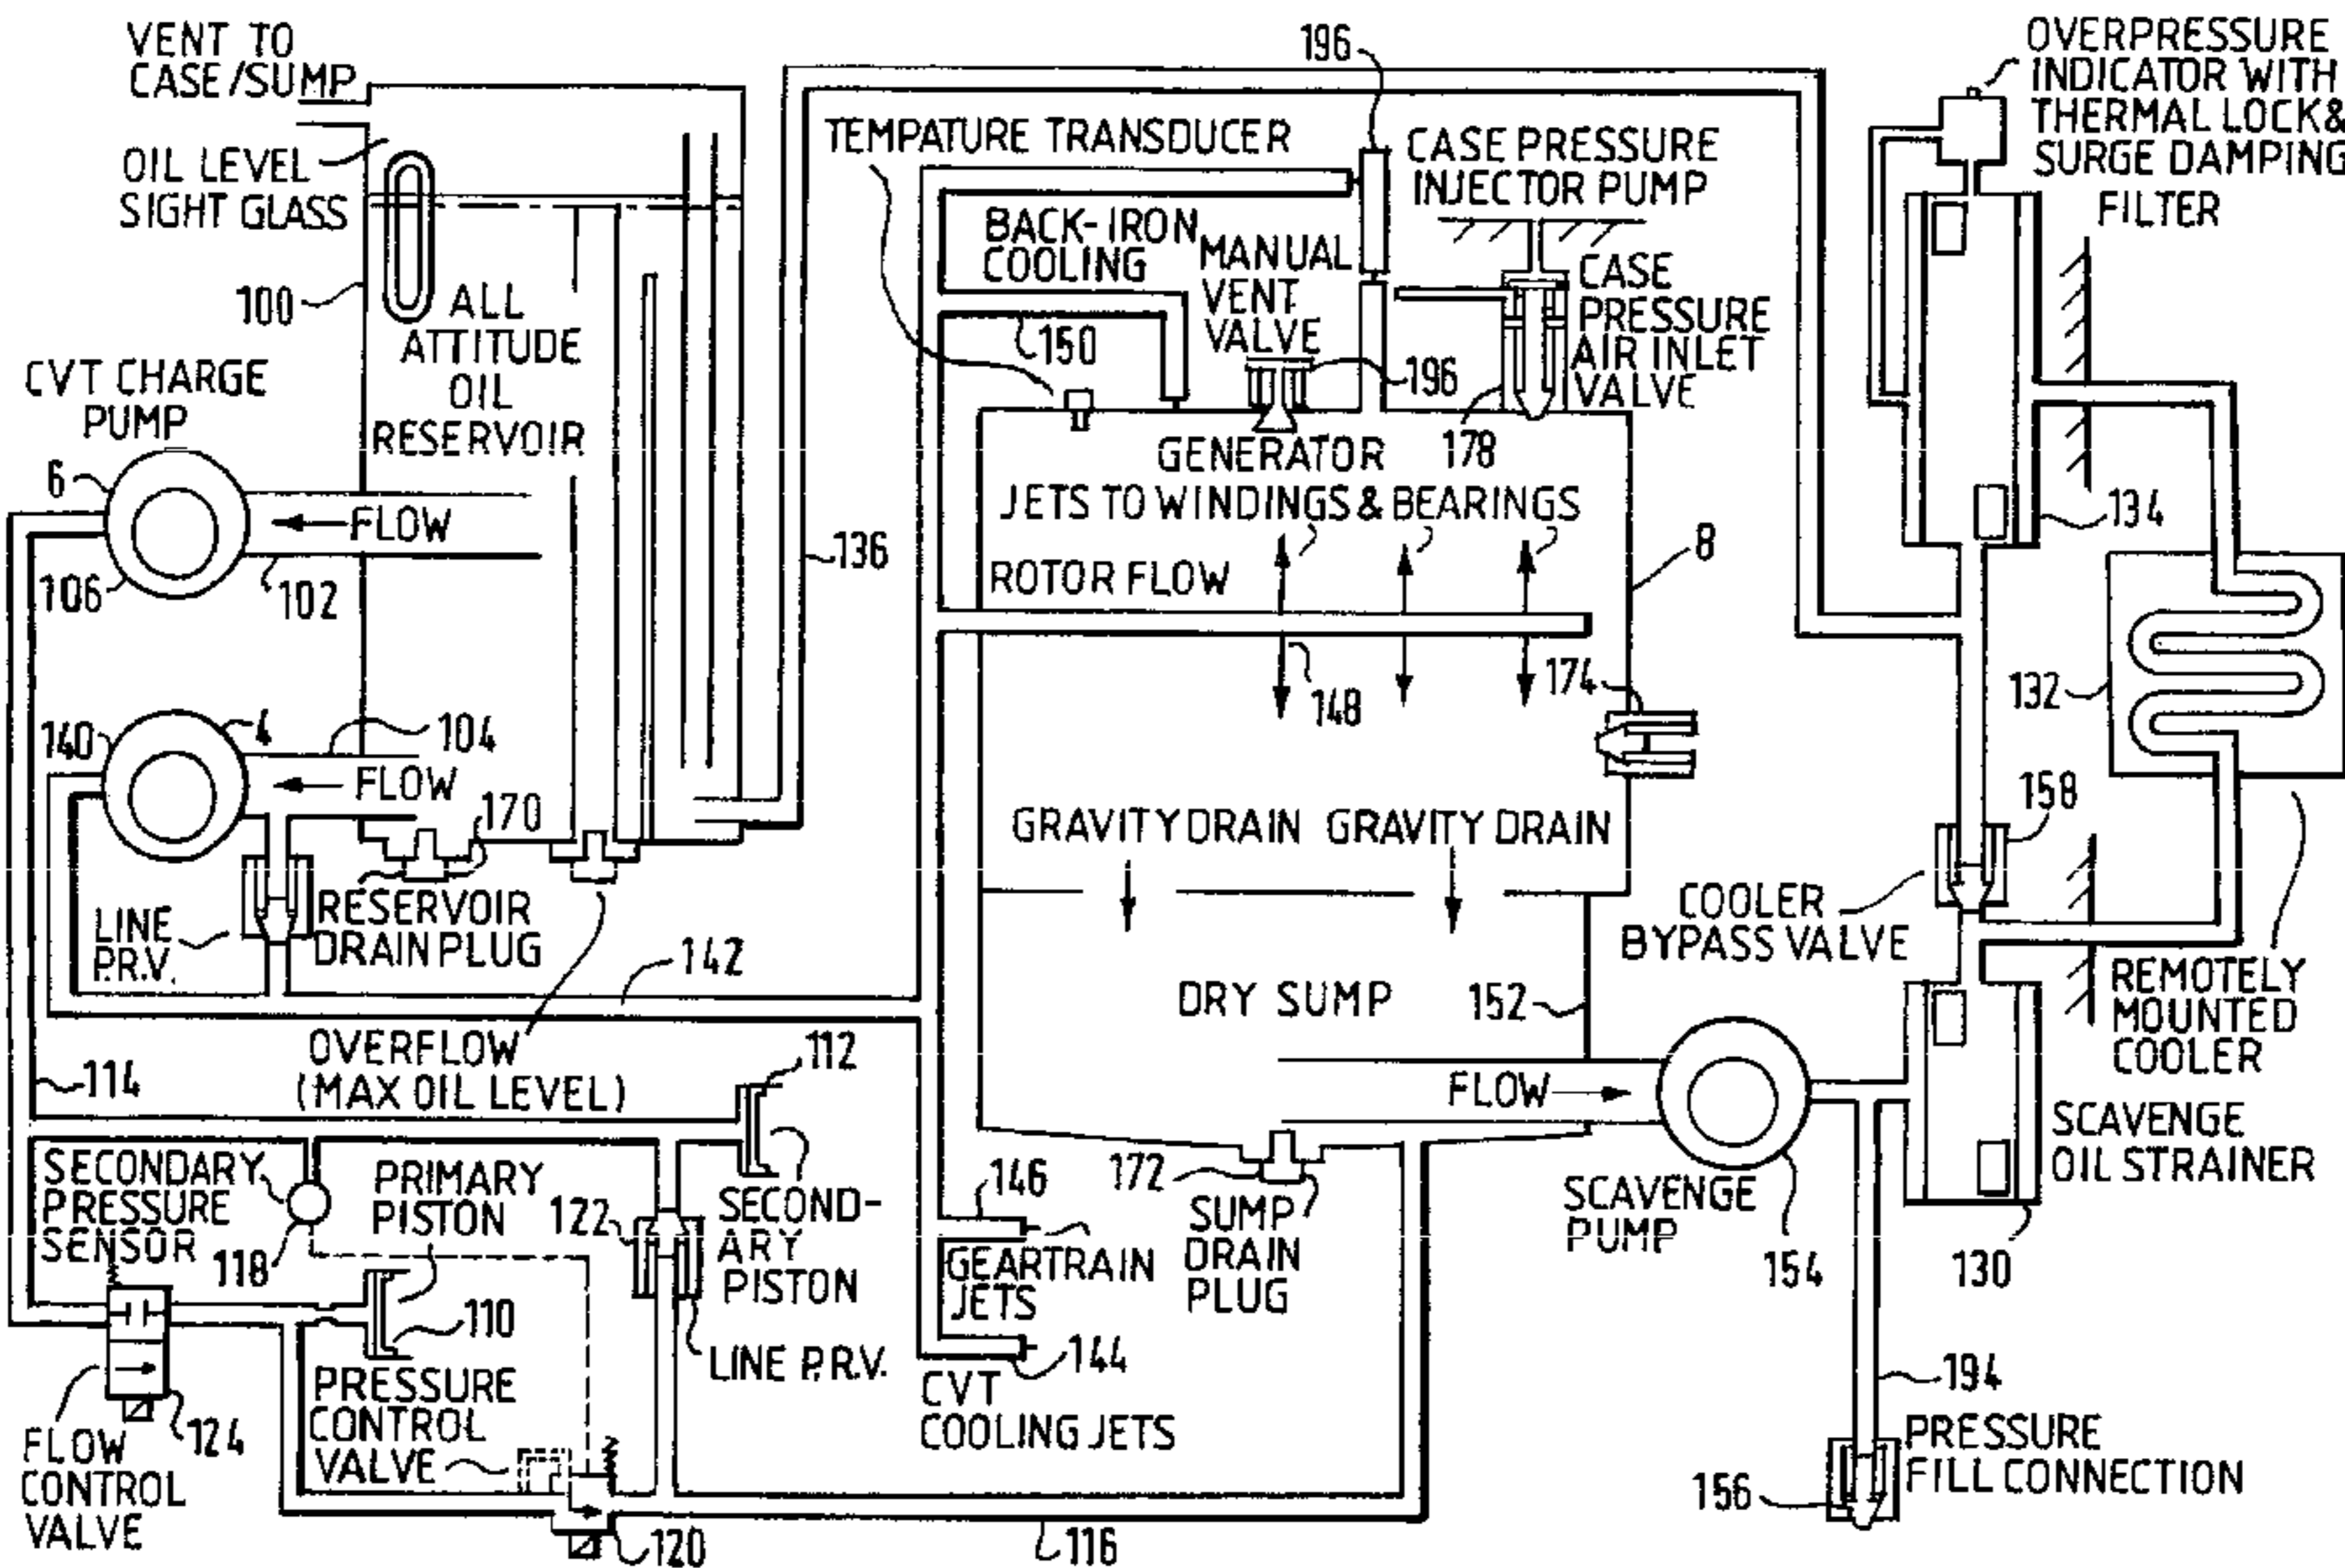 VENT TO
CASE/SUMP
OIL LEVEL
SIGHT GLASS
100
ALL
ATTITUDE
OIL
RESERVOIR
CVT CHARGE
PUMP
6
FLOW
106
102
136
140
4
104
FLOW
170
LINE
P.R.V.
RESERVOIR
DRAIN PLUG
142
OVERFLOW
(MAX OIL LEVEL)
112
114
SECONDARY
PRESSURE
SENSOR
118
PRIMARY
PISTON
110
122
SECOND-
ARY
PISTON
LINE P.R.V.
PRESSURE
CONTROL
VALVE
124
FLOW
CONTROL
VALVE
120
116
196
TEMPATURE TRANSDUCER
CASE PRESSURE
INJECTOR PUMP
BACK-IRON
COOLING
150
MANUAL
VENT
VALVE
196
CASE
PRESSURE
AIR INLET
VALVE
178
GENERATOR
JETS TO WINDINGS & BEARINGS
ROTOR FLOW
8
148
174
GRAVITY DRAIN GRAVITY DRAIN
DRY SUMP
152
FLOW
146
GEARTRAIN
JETS
144
CVT
COOLING JETS
172
SUMP
DRAIN
PLUG
SCAVENGE
PUMP
154
OVERPRESSURE
INDICATOR WITH
THERMAL LOCK&
SURGE DAMPING
FILTER
134
132
158
COOLER
BYPASS VALVE
REMOTELY
MOUNTED
COOLER
SCAVENGE
OIL STRAINER
130
194
PRESSURE
FILL CONNECTION
156